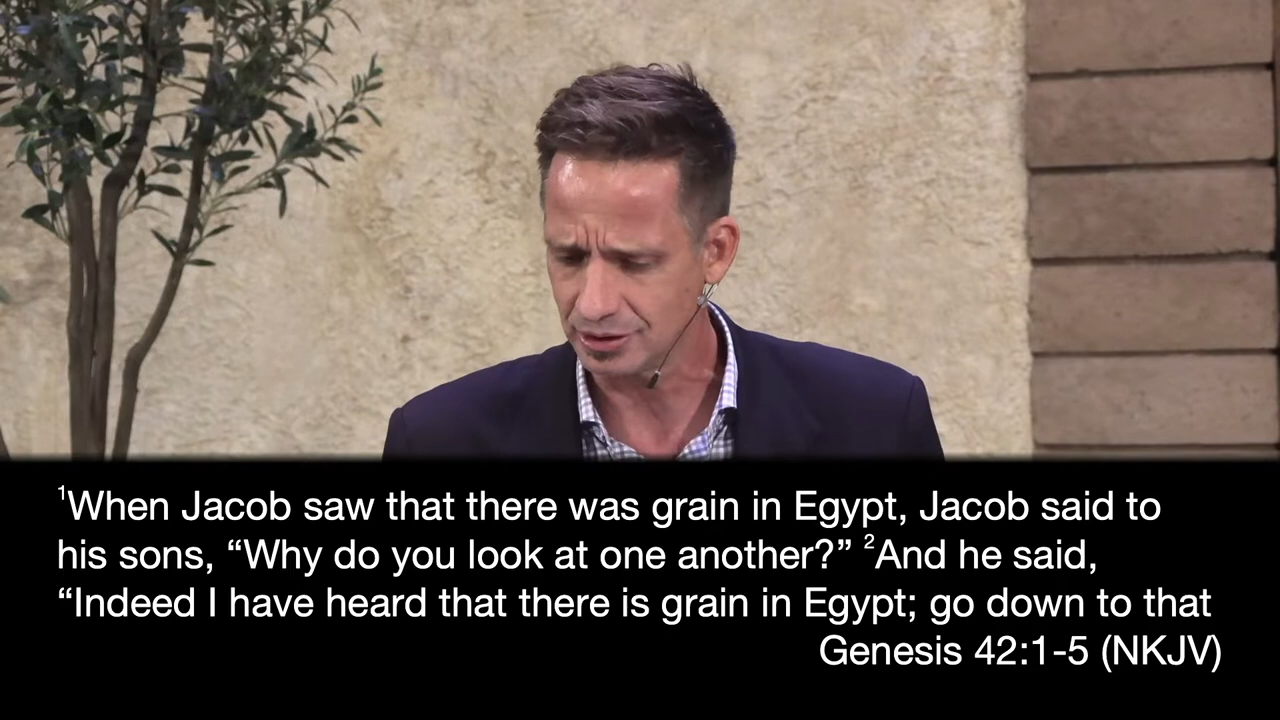 ¹When Jacob saw that there was grain in Egypt, Jacob said to
his sons, “Why do you look at one another?” ²And he said,
“Indeed I have heard that there is grain in Egypt; go down to that
Genesis 42:1-5 (NKJV)